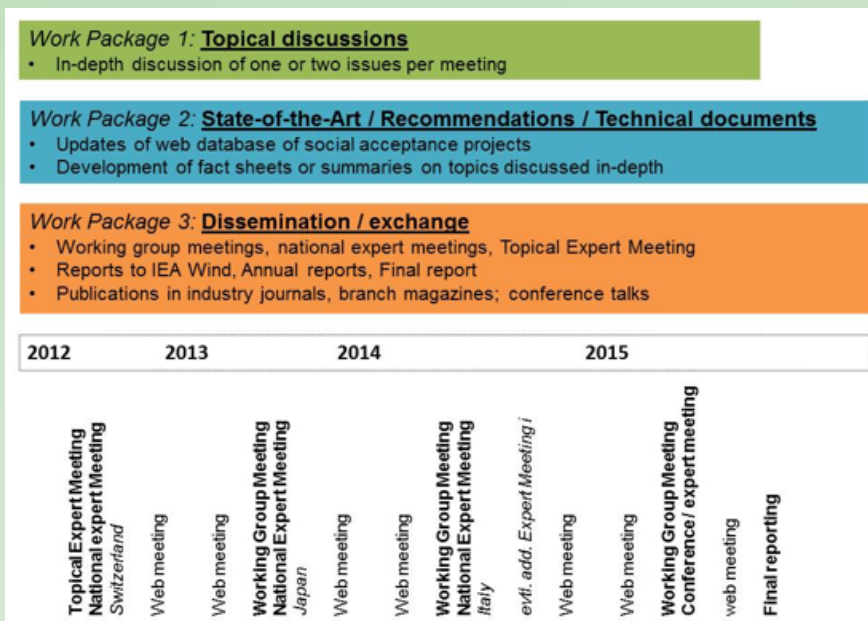 Work Package 1: Topical discussions
• In-depth discussion of one or two issues per meeting
Work Package 2: State-of-the-Art / Recommendations / Technical documents
• Updates of web database of social acceptance projects
• Development of fact sheets or summaries on topics discussed in-depth
Work Package 3: Dissemination / exchange
• Working group meetings, national expert meetings, Topical Expert Meeting
• Reports to IEA Wind, Annual reports, Final report
• Publications in industry journals, branch magazines; conference talks
2012 2013 2014 2015
Topical Expert Meeting
National expert Meeting
Switzerland
Web meeting
Web meeting
Working Group Meeting
National Expert Meeting
Japan
Web meeting
Web meeting
Working Group Meeting
National Expert Meeting
Italy
evtl. add. Expert Meeting i
Web meeting
Web meeting
Working Group Meeting
Conference/ expert meeting
web meeting
Final reporting